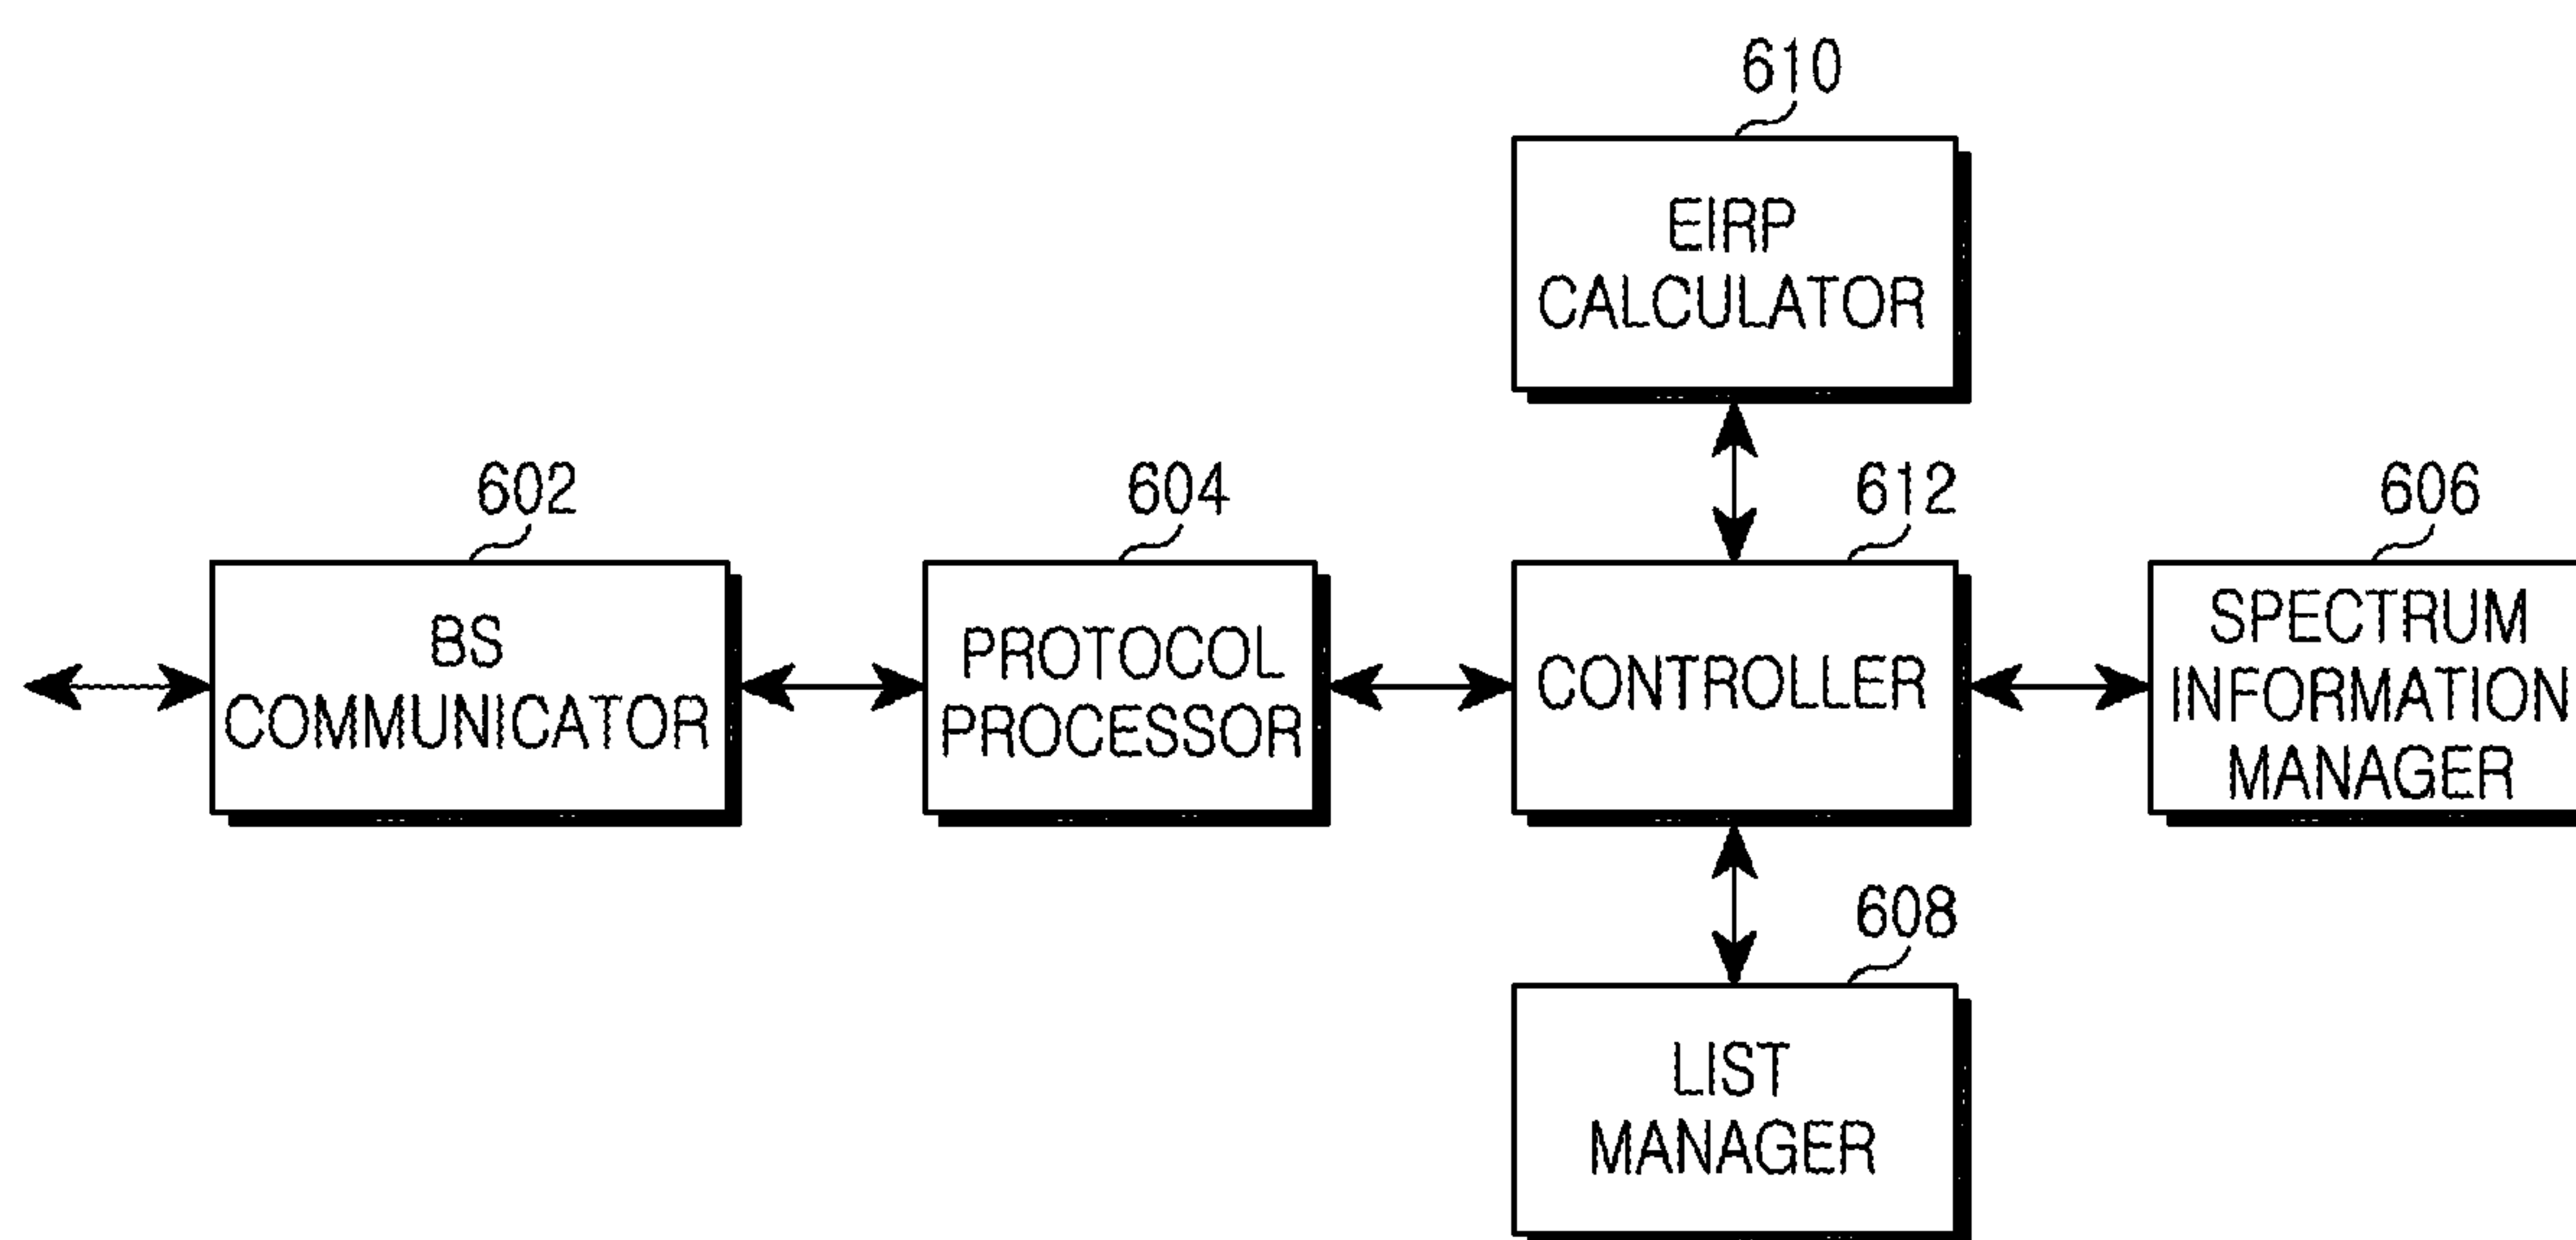 610
EIRP
CALCULATOR
602
604
612
606
BS
COMMUNICATOR
PROTOCOL
PROCESSOR
CONTROLLER
SPECTRUM
INFORMATION
MANAGER
608
LIST
MANAGER